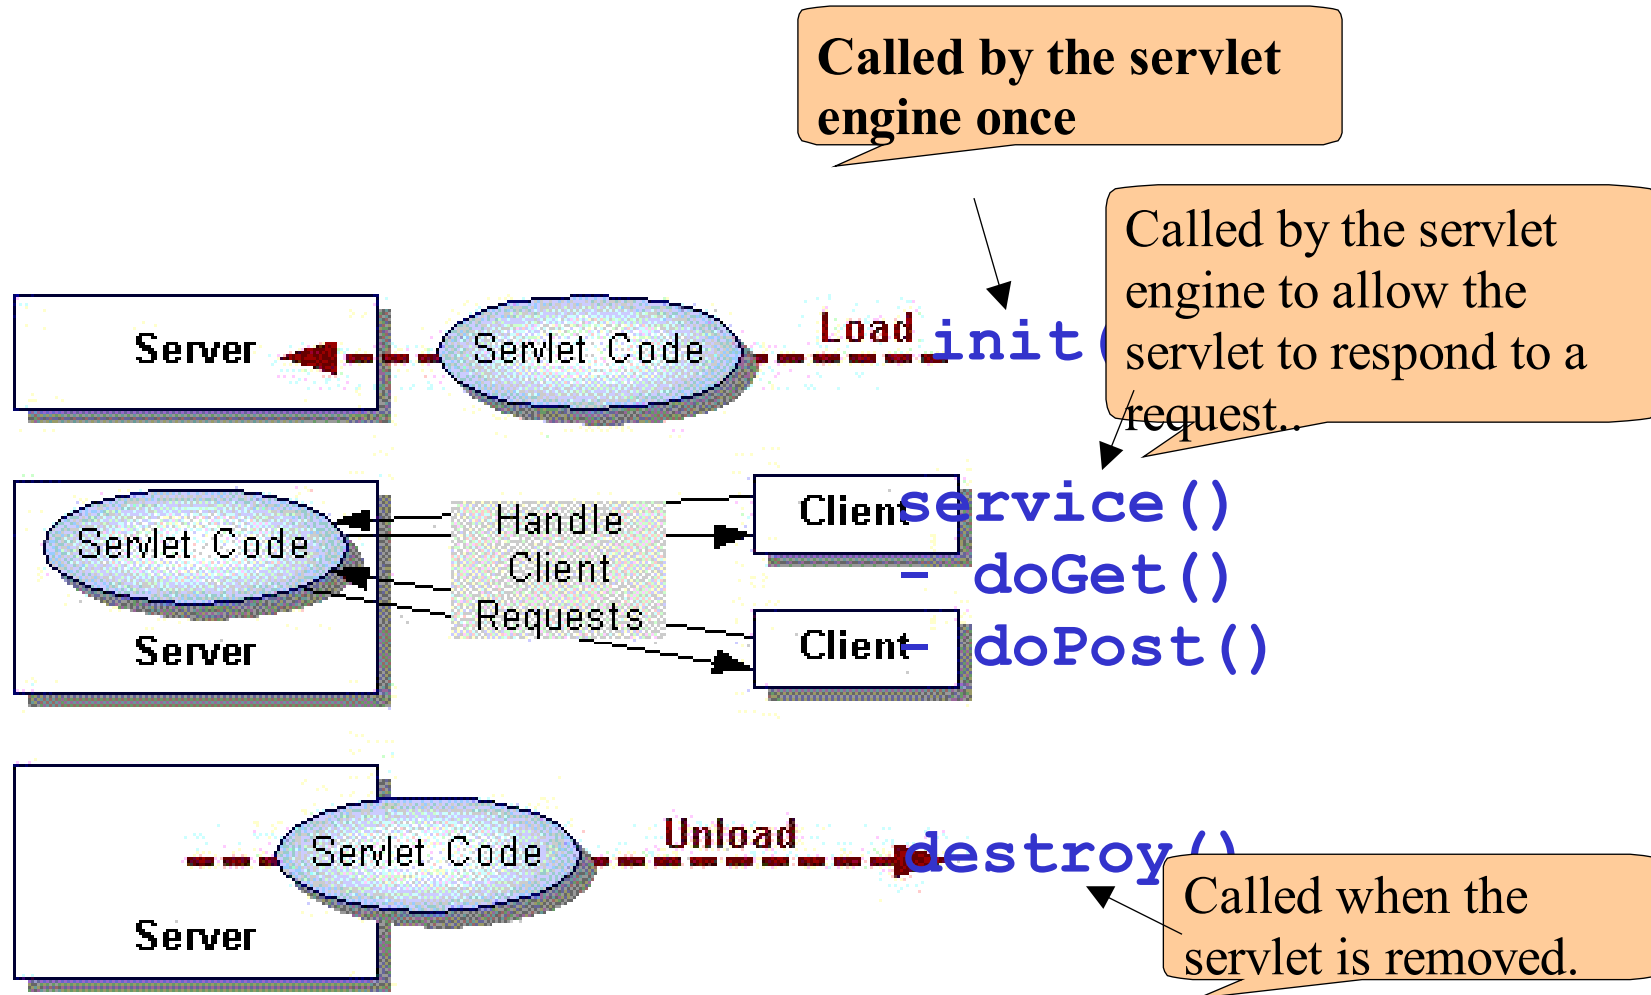 Called by the servlet
engine once
Called by the servlet
engine to allow the
servlet to respond to a
request..
Server
Servlet Code
Load
init(
Servlet Code
Server
Handle
Client
Requests
Client
Client
service()
- doGet()
- doPost()
Servlet Code
Server
Unload
destroy()
Called when the
servlet is removed.